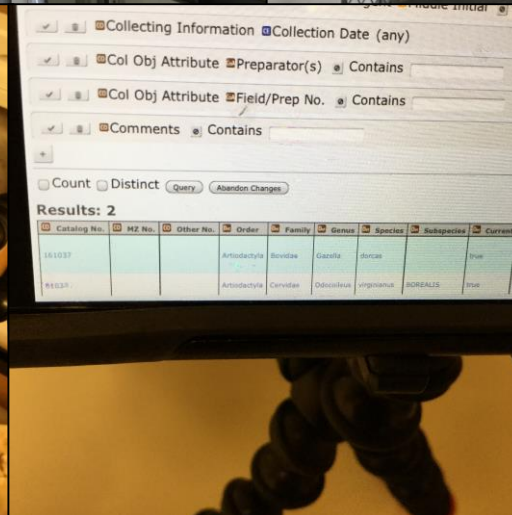 Middle Initial
Collecting Information Collection Date (any)
Col Obj Attribute Preparator(s) Contains
Col Obj Attribute Field/Prep No. Contains
Comments Contains
+
Count Distinct Query Abandon Changes
Results: 2
Catalog No. MZ No. Other No. Order Family Genus Species Subspecies Current
161037 Artiodactyla Bovidae Gazella dorcas true
Artiodactyla Cervidae Odocoileus virginianus BOREALIS true